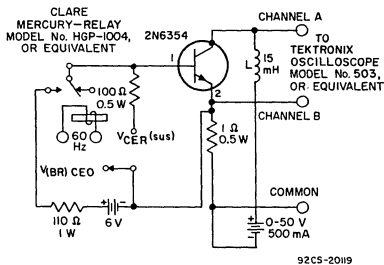 CLARE
MERCURY-RELAY
MODEL No. HGP-1004,
OR EQUIVALENT
2N6354
CHANNEL A
TO
TEKTRONIX
OSCILLOSCOPE
MODEL No. 503,
OR EQUIVALENT
1
2
L
15
mH
CHANNEL B
100Ω
0.5 W
VCER(sus)
60
Hz
1 Ω
0.5 W
V(BR) CEO
COMMON
110 Ω
1 W
+
-
6V
+
-
0-50 V
500 mA
92CS-20119